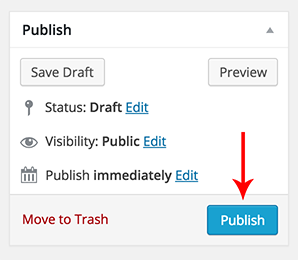 Publish
Save Draft Preview
Status: Draft Edit
Visibility: Public Edit
Publish immediately Edit
Move to Trash Publish